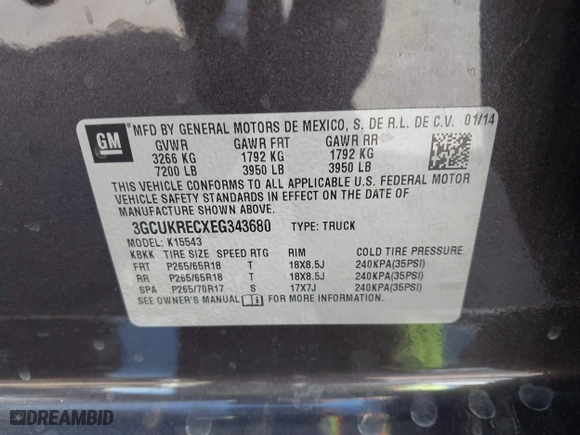 GM
MFD BY GENERAL MOTORS DE MEXICO, S. DE R.L. DE C.V. 01/14
GVWR GAWR FRT GAWR RR
3266 KG 1792 KG 1792 KG
7200 LB 3950 LB 3950 LB
THIS VEHICLE CONFORMS TO ALL APPLICABLE U.S. FEDERAL MOTOR
VEHICLE SAFETY STANDARDS IN EFFECT ON THE DATE OF
MANUFACTURE SHOWN ABOVE.
3GCUKRECXEG343680 TYPE: TRUCK
MODEL: K15543
KBKK TIRE SIZE SPEED RTG RIM COLD TIRE PRESSURE
FRT P265/65R18 T 18X8.5J 240KPA(35PSI)
RR P265/65R18 T 18X8.5J 240KPA(35PSI)
SPA P265/70R17 S 17X7J 240KPA(35PSI)
SEE OWNER'S MANUAL FOR MORE INFORMATION.
DREAMBID